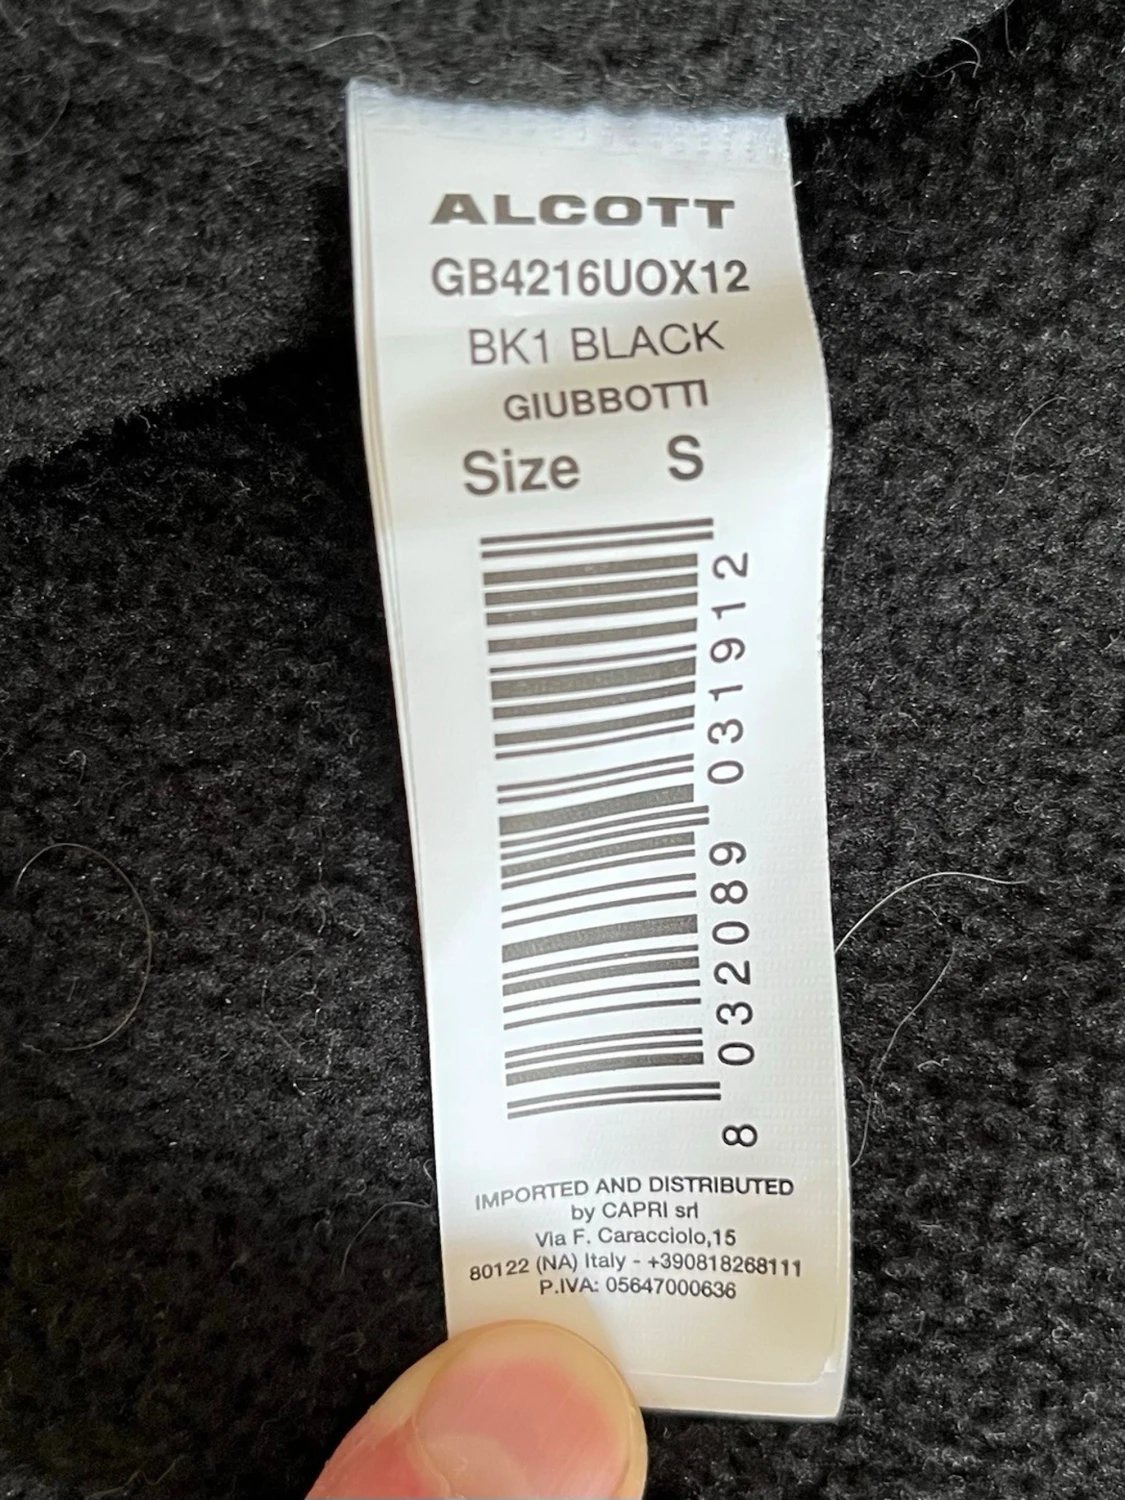 ALCOTT
GB4216UOX12
BK1 BLACK
GIUBBOTTI
Size S
8 032089 031912
IMPORTED AND DISTRIBUTED
by CAPRI srl
Via F. Caracciolo,15
80122 (NA) Italy - +390818268111
P.IVA: 05647000636